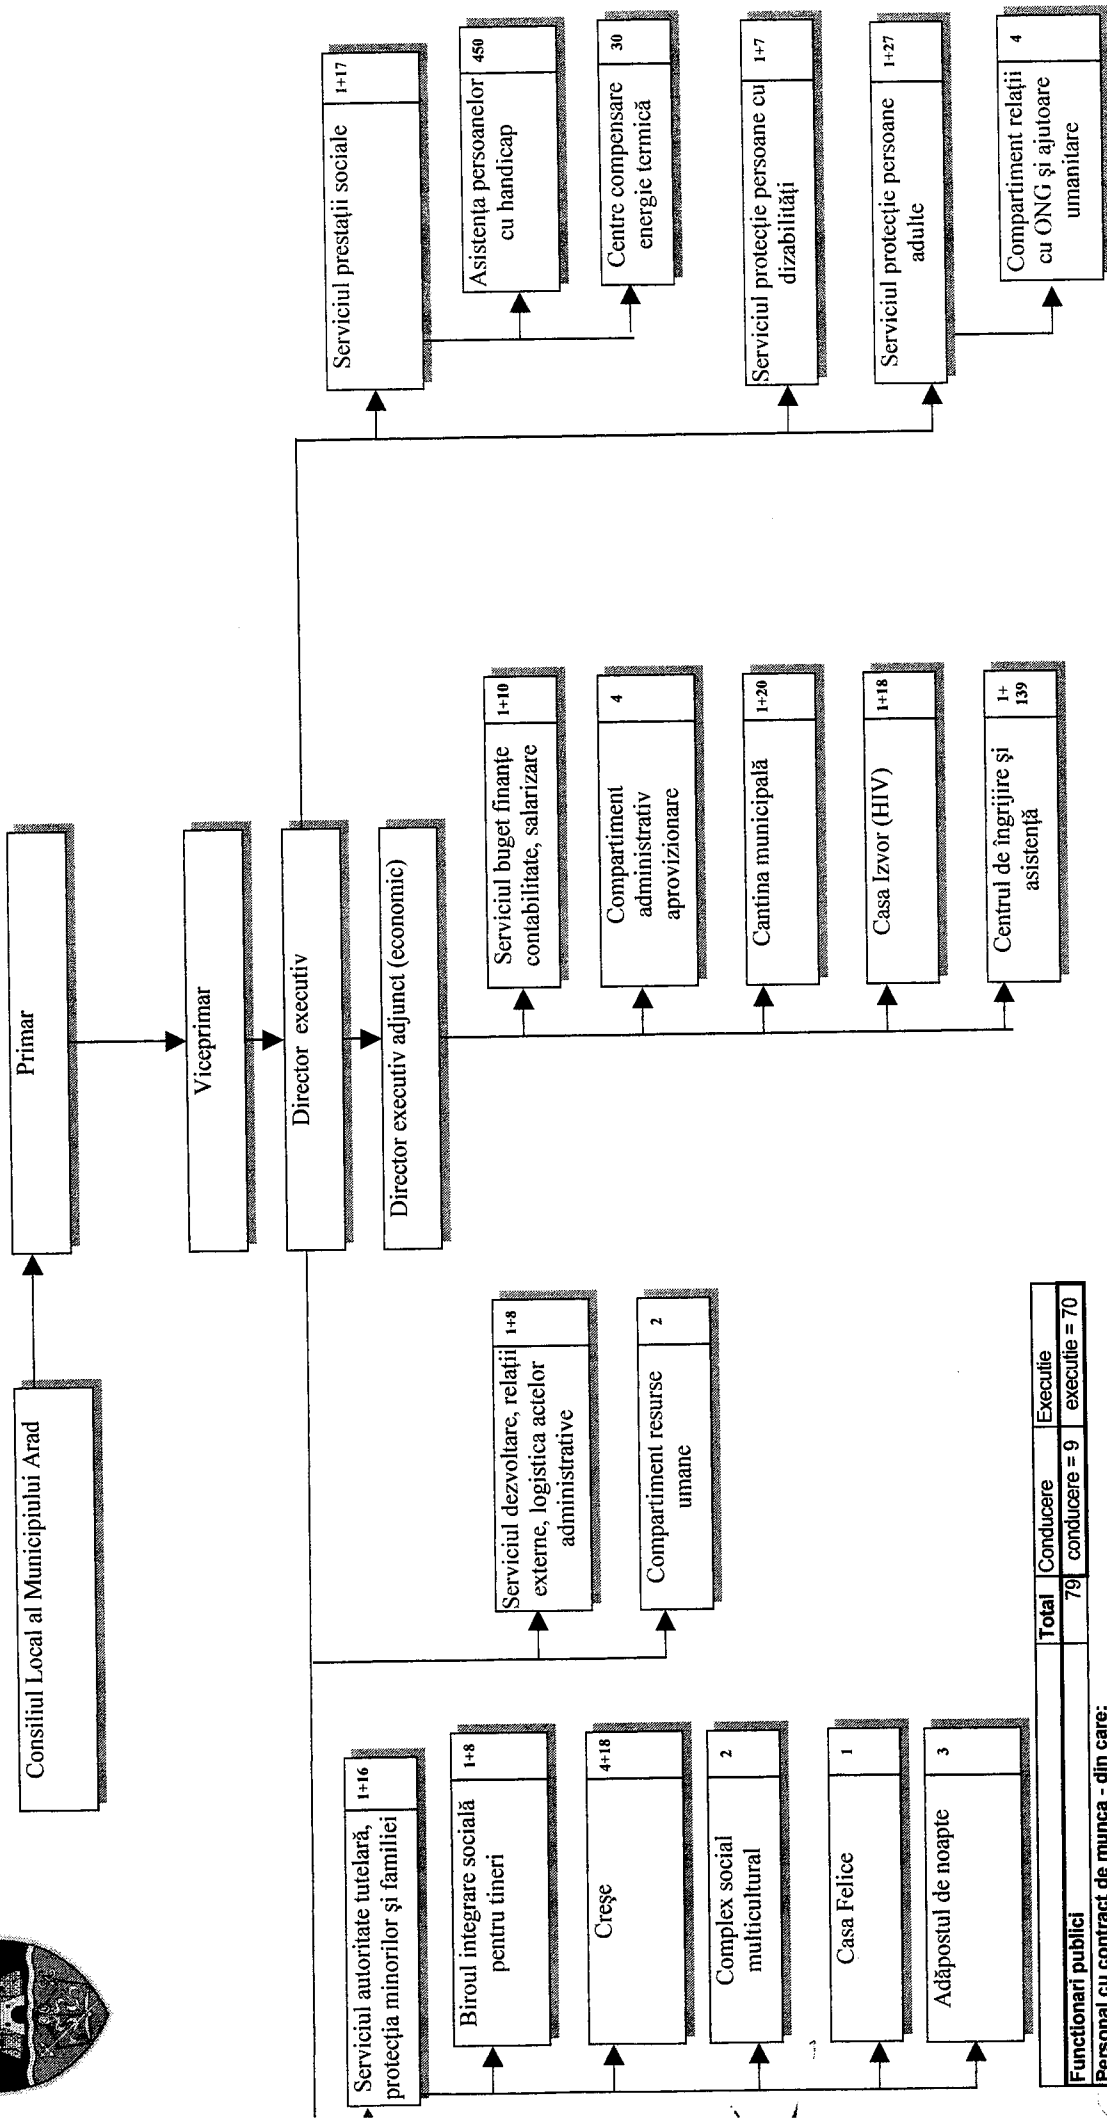 Consiliul Local al Municipiului Arad
Primar
Viceprimar
Director executiv
Director executiv adjunct (economic)
Serviciul autoritate tutelară,
protecția minorilor și familiei
1+16
Biroul integrare socială
pentru tineri
1+8
Creșe
4+18
Complex social
multicultural
2
Casa Felice
1
Adăpostul de noapte
3
Serviciul dezvoltare, relații
externe, logistica actelor
administrative
1+8
Compartiment resurse
umane
2
Serviciul buget finanțe
contabilitate, salarizare
1+10
Compartiment
administrativ
aprovizionare
4
Cantina municipală
1+20
Casa Izvor (HIV)
1+18
Centrul de îngrijire și
asistență
1+
139
Serviciul prestații sociale
1+17
Asistența persoanelor
cu handicap
450
Centre compensare
energie termică
30
Serviciul protecție persoane cu
dizabilități
1+7
Serviciul protecție persoane
adulte
1+27
Compartiment relații
cu ONG și ajutoare
umanitare
4
Total Conducere Executie
Functionari publici 79 conducere = 9 executie = 70
Personal cu contract de munca - din care: